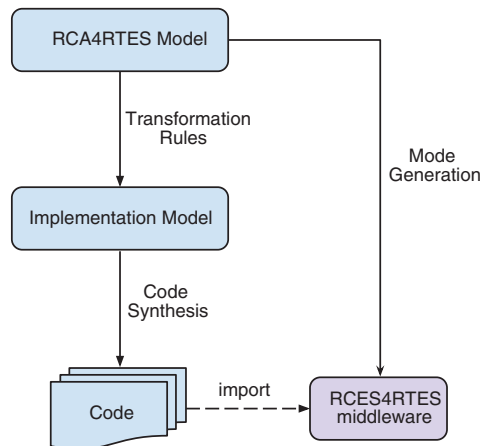 RCA4RTES Model
Transformation
Rules
Mode
Generation
Implementation Model
Code
Synthesis
Code
import
RCES4RTES
middleware